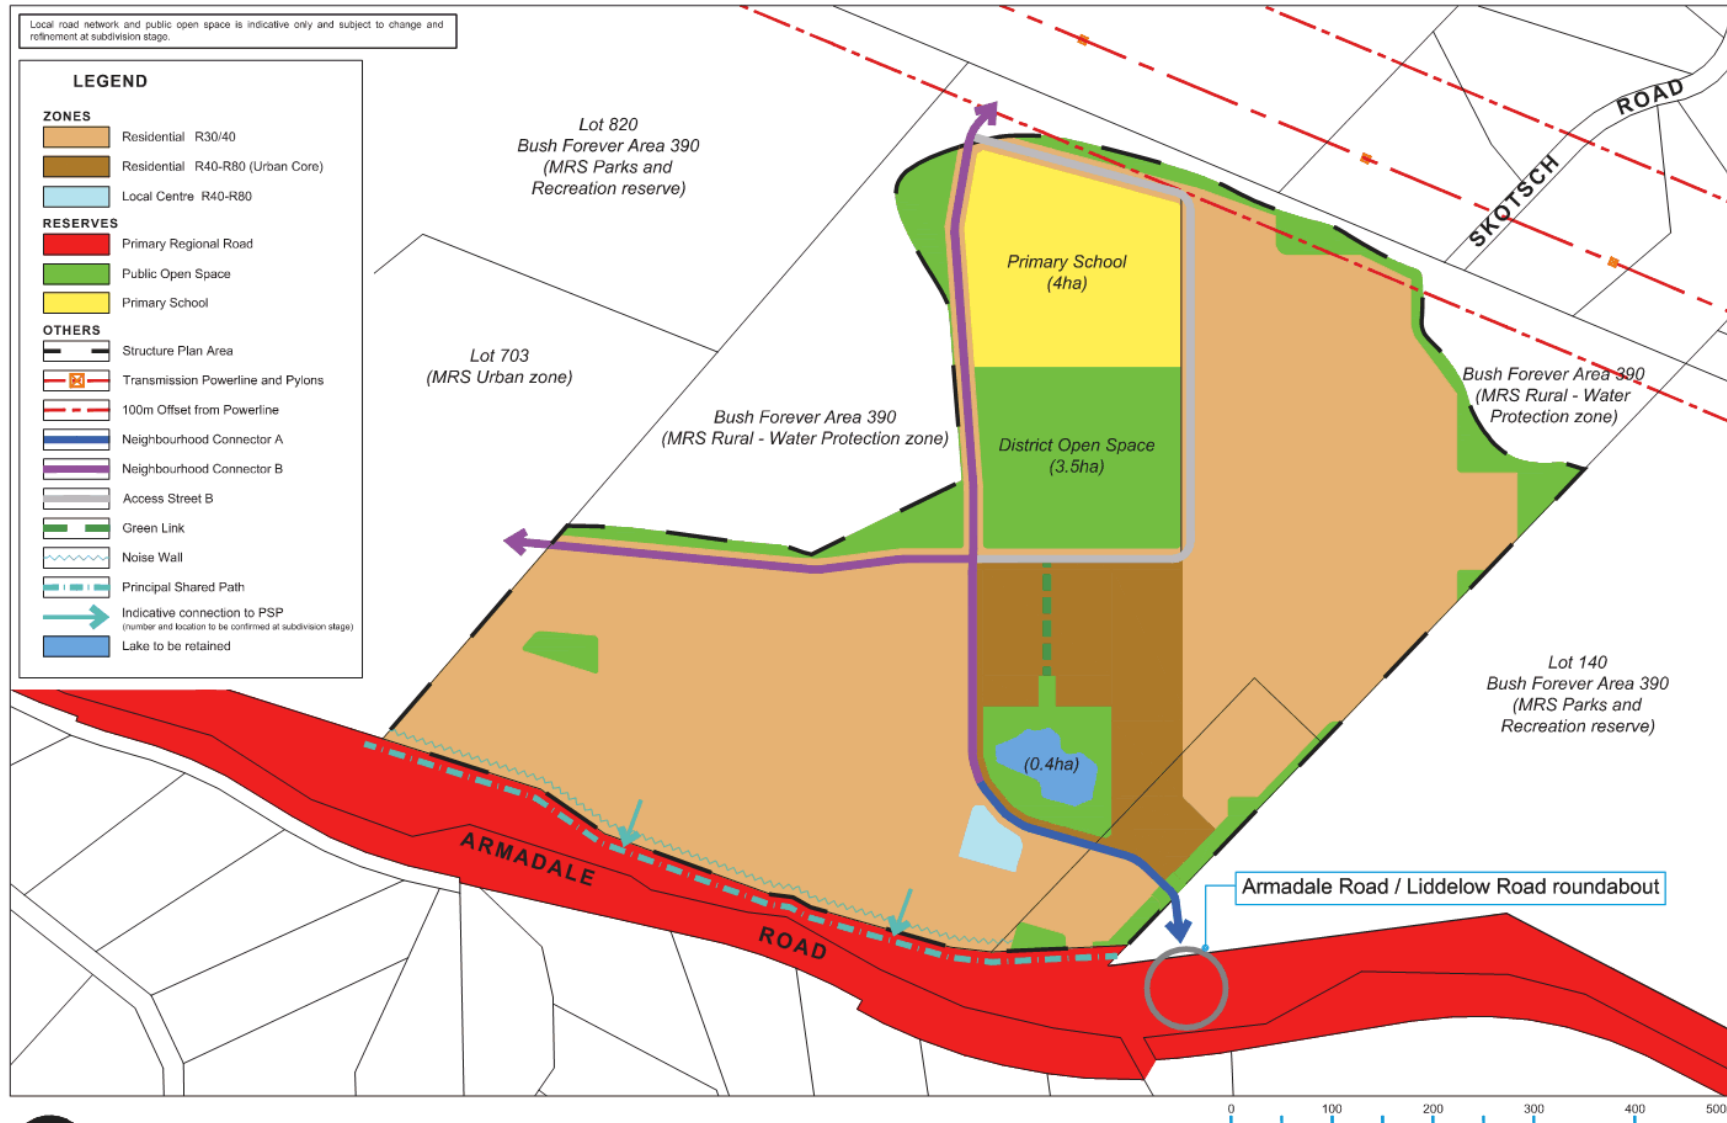 Local road network and public open space is indicative only and subject to change and
refinement at subdivision stage.
LEGEND
ZONES
Residential R30/40
Residential R40-R80 (Urban Core)
Local Centre R40-R80
RESERVES
Primary Regional Road
Public Open Space
Primary School
OTHERS
Structure Plan Area
Transmission Powerline and Pylons
100m Offset from Powerline
Neighbourhood Connector A
Neighbourhood Connector B
Access Street B
Green Link
Noise Wall
Principal Shared Path
Indicative connection to PSP
(number and location to be confirmed at subdivision stage)
Lake to be retained
Lot 820
Bush Forever Area 390
(MRS Parks and
Recreation reserve)
SKOTSCH ROAD
Primary School
(4ha)
Lot 703
(MRS Urban zone)
Bush Forever Area 390
(MRS Rural - Water Protection zone)
District Open Space
(3.5ha)
Bush Forever Area 390
(MRS Rural - Water
Protection zone)
Lot 140
Bush Forever Area 390
(MRS Parks and
Recreation reserve)
(0.4ha)
ARMADALE ROAD
Armadale Road / Liddelow Road roundabout
0 100 200 300 400 500